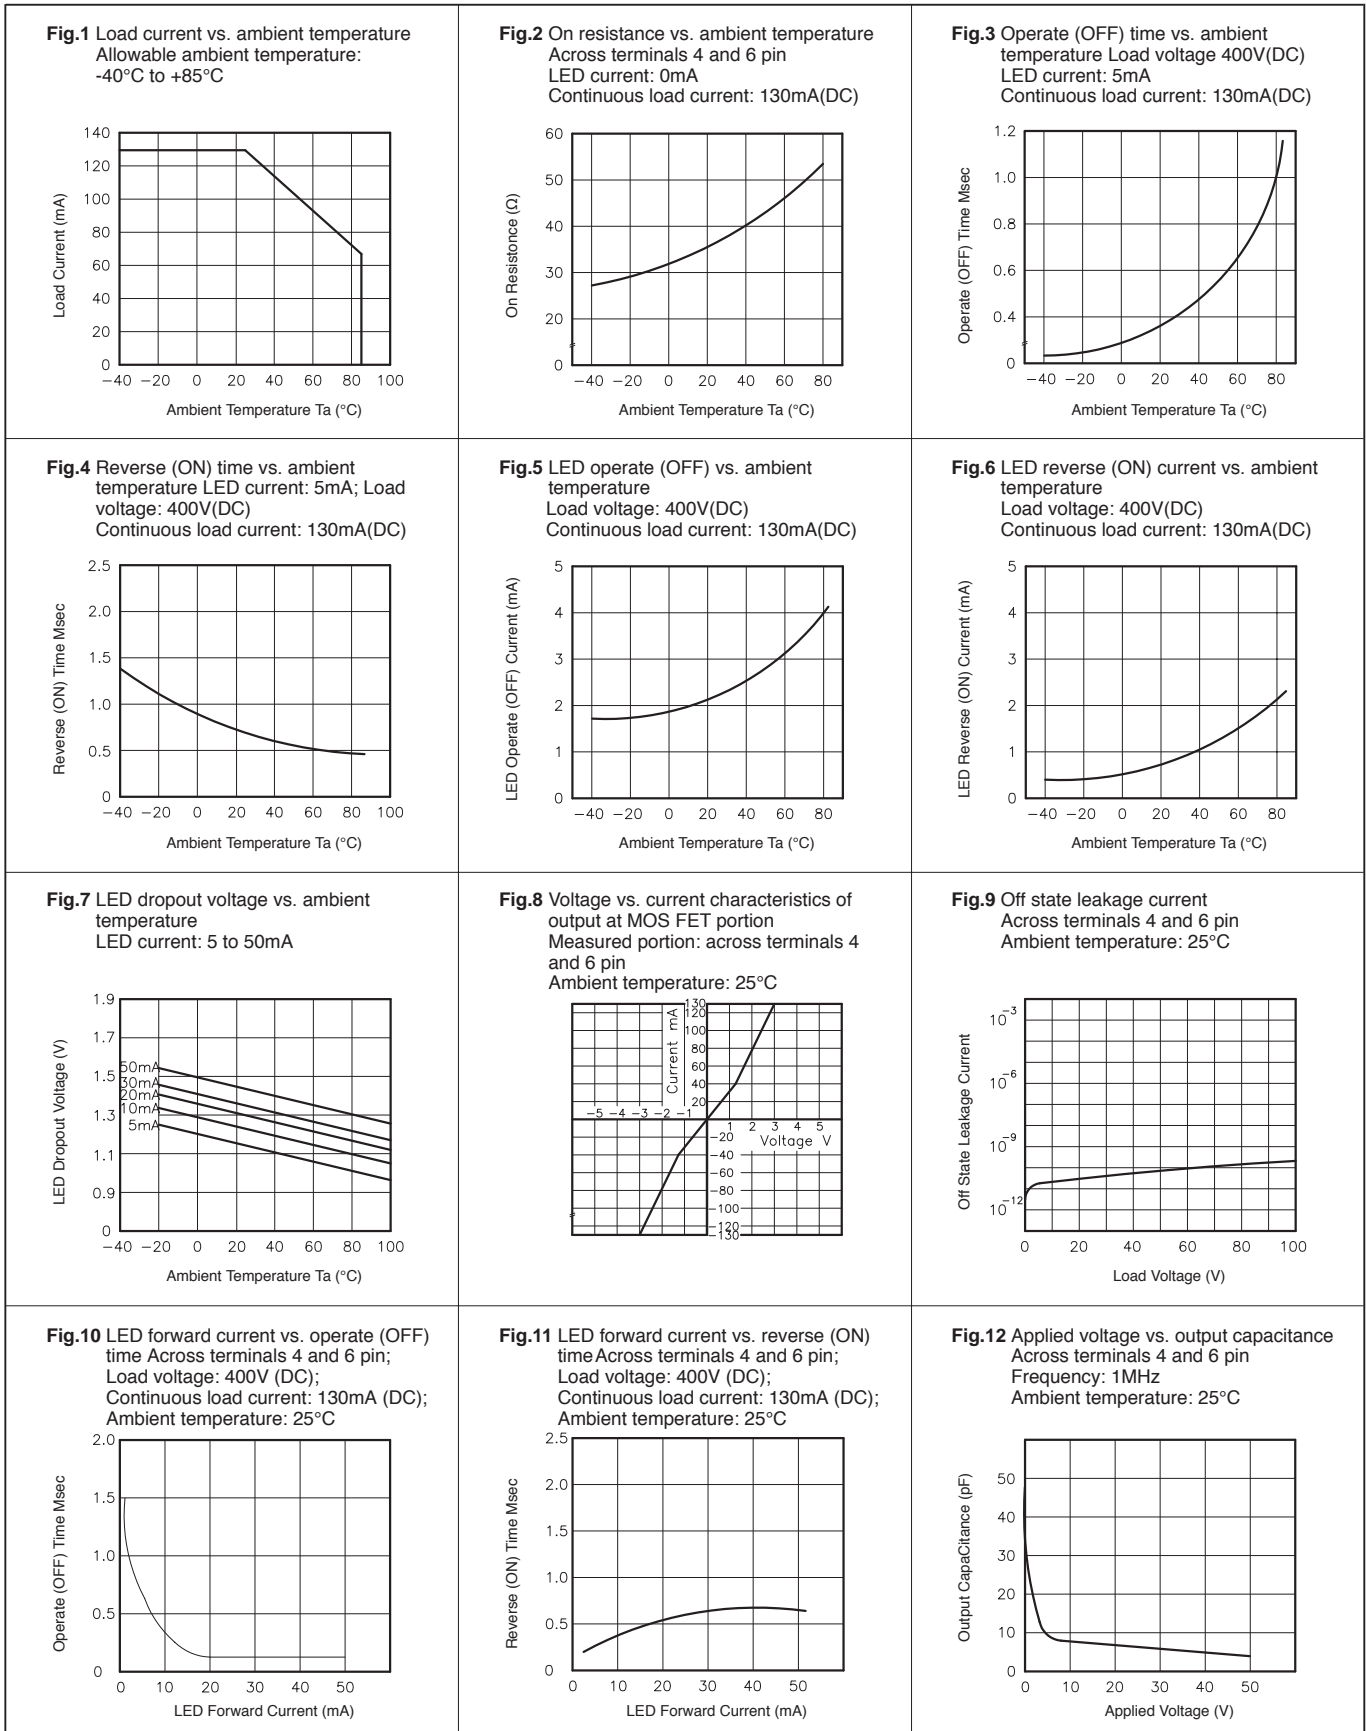 Fig.1 Load current vs. ambient temperature
Allowable ambient temperature:
-40°C to +85°C
140
120
100
80
60
40
20
0
Load Current (mA)
−40 −20 0 20 40 60 80 100
Ambient Temperature Ta (°C)
Fig.2 On resistance vs. ambient temperature
Across terminals 4 and 6 pin
LED current: 0mA
Continuous load current: 130mA(DC)
60
50
40
30
20
0
On Resistonce (Ω)
−40 −20 0 20 40 60 80
Ambient Temperature Ta (°C)
Fig.3 Operate (OFF) time vs. ambient
temperature Load voltage 400V(DC)
LED current: 5mA
Continuous load current: 130mA(DC)
1.2
1.0
0.8
0.6
0.4
0
Operate (OFF) Time Msec
−40 −20 0 20 40 60 80
Ambient Temperature Ta (°C)
Fig.4 Reverse (ON) time vs. ambient
temperature LED current: 5mA; Load
voltage: 400V(DC)
Continuous load current: 130mA(DC)
2.5
2.0
1.5
1.0
0.5
0
Reverse (ON) Time Msec
−40 −20 0 20 40 60 80 100
Ambient Temperature Ta (°C)
Fig.5 LED operate (OFF) vs. ambient
temperature
Load voltage: 400V(DC)
Continuous load current: 130mA(DC)
5
4
3
2
1
0
LED Operate (OFF) Current (mA)
−40 −20 0 20 40 60 80
Ambient Temperature Ta (°C)
Fig.6 LED reverse (ON) current vs. ambient
temperature
Load voltage: 400V(DC)
Continuous load current: 130mA(DC)
5
4
3
2
1
0
LED Reverse (ON) Current (mA)
−40 −20 0 20 40 60 80
Ambient Temperature Ta (°C)
Fig.7 LED dropout voltage vs. ambient
temperature
LED current: 5 to 50mA
1.9
1.7
1.5
1.3
1.1
0.9
0
LED Dropout Voltage (V)
50mA
30mA
20mA
10mA
5mA
−40 −20 0 20 40 60 80 100
Ambient Temperature Ta (°C)
Fig.8 Voltage vs. current characteristics of
output at MOS FET portion
Measured portion: across terminals 4
and 6 pin
Ambient temperature: 25°C
130
120
100
80
60
40
20
Current mA
−5 −4 −3 −2 −1
1 2 3 4 5
Voltage V
−20
−40
−60
−80
−100
−120
−130
Fig.9 Off state leakage current
Across terminals 4 and 6 pin
Ambient temperature: 25°C
10−3
10−6
10−9
10−12
Off State Leakage Current
0 20 40 60 80 100
Load Voltage (V)
Fig.10 LED forward current vs. operate (OFF)
time Across terminals 4 and 6 pin;
Load voltage: 400V (DC);
Continuous load current: 130mA (DC);
Ambient temperature: 25°C
2.0
1.5
1.0
0.5
0
Operate (OFF) Time Msec
0 10 20 30 40 50
LED Forward Current (mA)
Fig.11 LED forward current vs. reverse (ON)
time Across terminals 4 and 6 pin;
Load voltage: 400V (DC);
Continuous load current: 130mA (DC);
Ambient temperature: 25°C
2.5
2.0
1.5
1.0
0.5
0
Reverse (ON) Time Msec
0 10 20 30 40 50
LED Forward Current (mA)
Fig.12 Applied voltage vs. output capacitance
Across terminals 4 and 6 pin
Frequency: 1MHz
Ambient temperature: 25°C
50
40
30
20
10
0
Output CapaCitance (pF)
0 10 20 30 40 50
Applied Voltage (V)